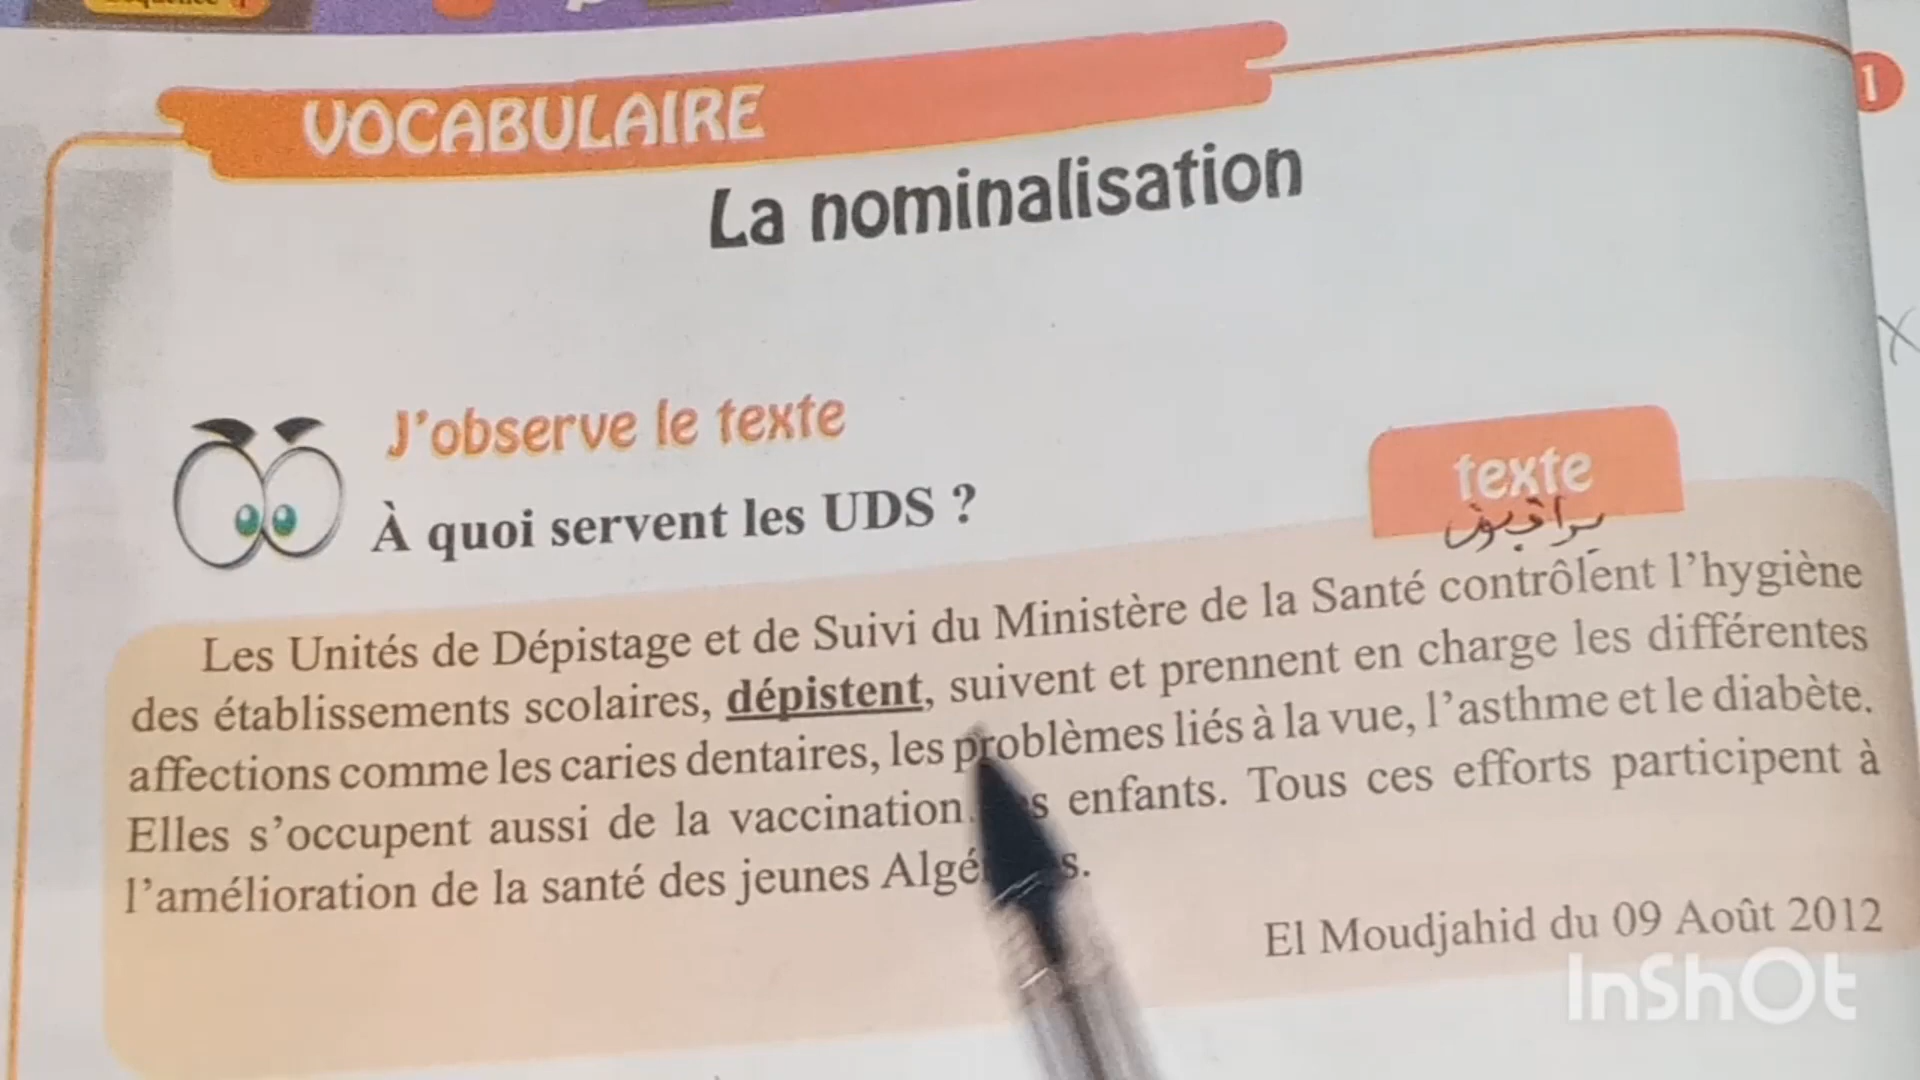 VOCABULAIRE
1
La nominalisation
J'observe le texte
À quoi servent les UDS ?
texte
يراقبون
Les Unités de Dépistage et de Suivi du Ministère de la Santé contrôlent l'hygiène
des établissements scolaires, dépistent, suivent et prennent en charge les différentes
affections comme les caries dentaires, les problèmes liés à la vue, l'asthme et le diabète.
Elles s'occupent aussi de la vaccination enfants. Tous ces efforts participent à
l'amélioration de la santé des jeunes
El Moudjahid du 09 Août 2012
InShOt